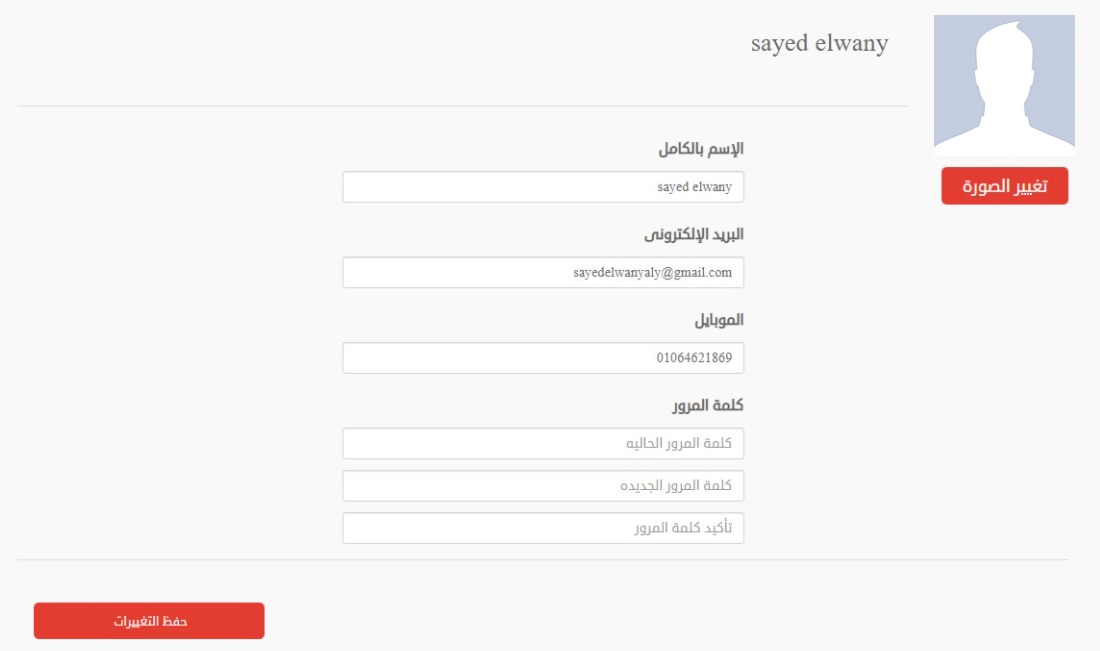 sayed elwany
تغيير الصورة
الإسم بالكامل
sayed elwany
البريد الإلكترونى
sayedelwanyaly@gmail.com
الموبايل
01064621869
كلمة المرور
كلمة المرور الحاليه
كلمة المرور الجديده
تأكيد كلمة المرور
حفظ التغييرات